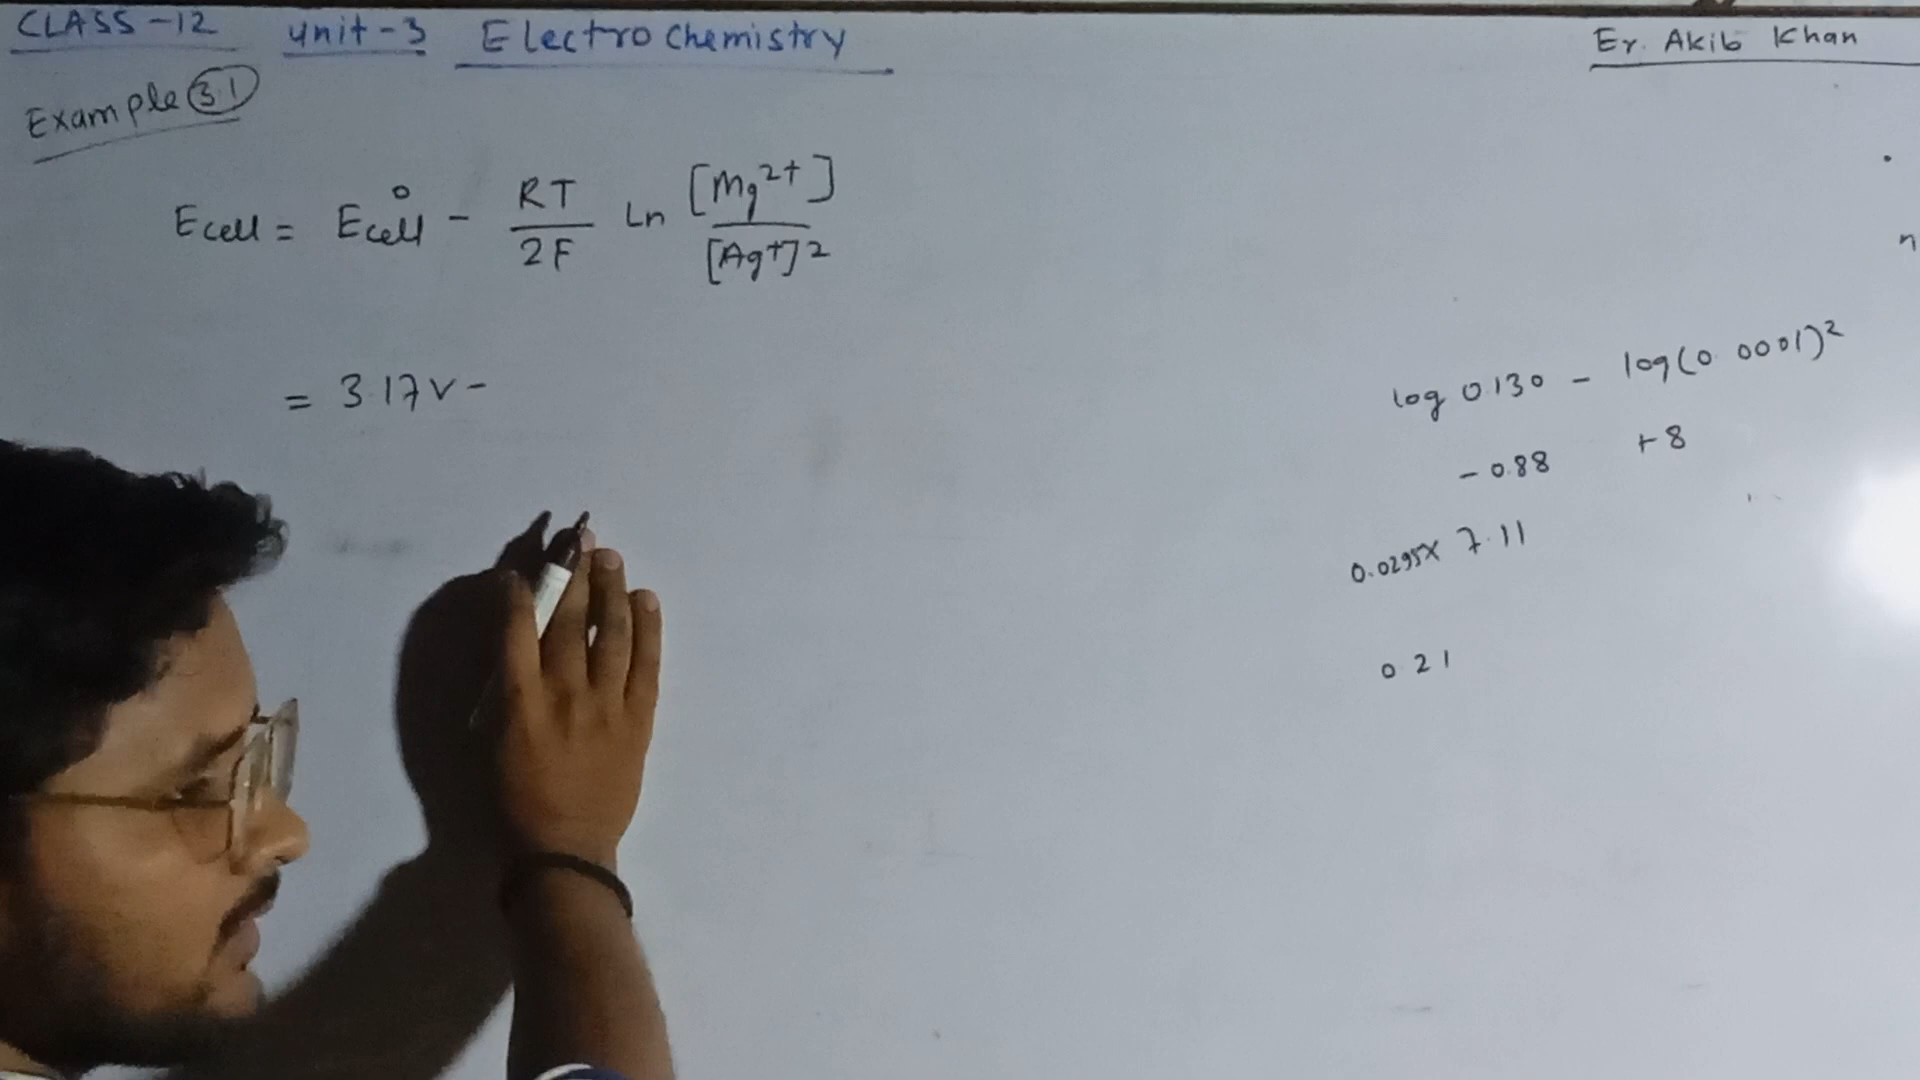 CLASS-12 unit-3 Electro Chemistry Er. Akib Khan
Example 3.1
Ecell = E°cell - RT/2F Ln [Mg²⁺]/[Ag⁺]²
n
= 3.17V -
log 0.130 - log(0.0001)²
- 0.88 + 8
0.0295x 7.11
0.21